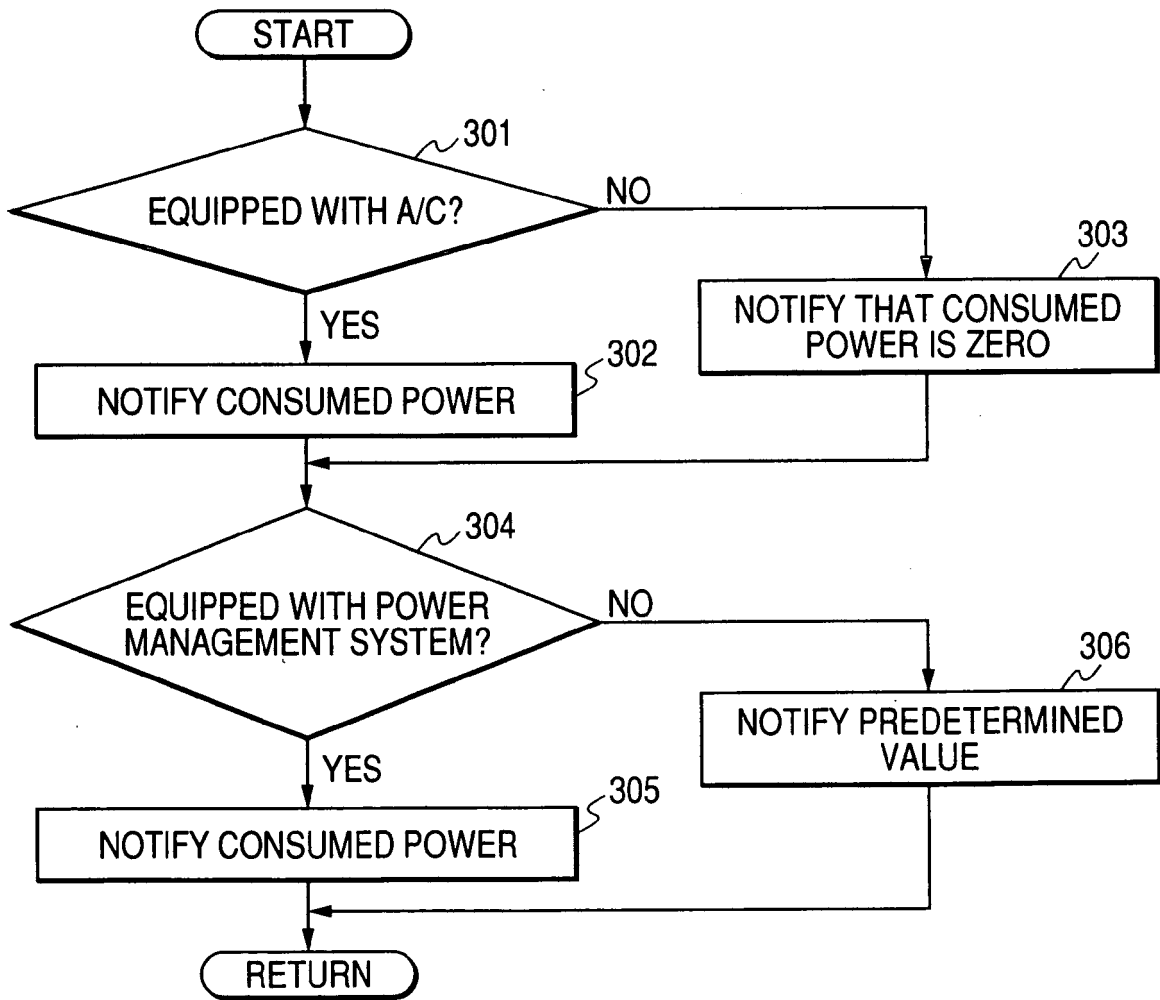 START
301
EQUIPPED WITH A/C?
NO
303
NOTIFY THAT CONSUMED
POWER IS ZERO
YES
302
NOTIFY CONSUMED POWER
304
EQUIPPED WITH POWER
MANAGEMENT SYSTEM?
NO
306
NOTIFY PREDETERMINED
VALUE
YES
305
NOTIFY CONSUMED POWER
RETURN